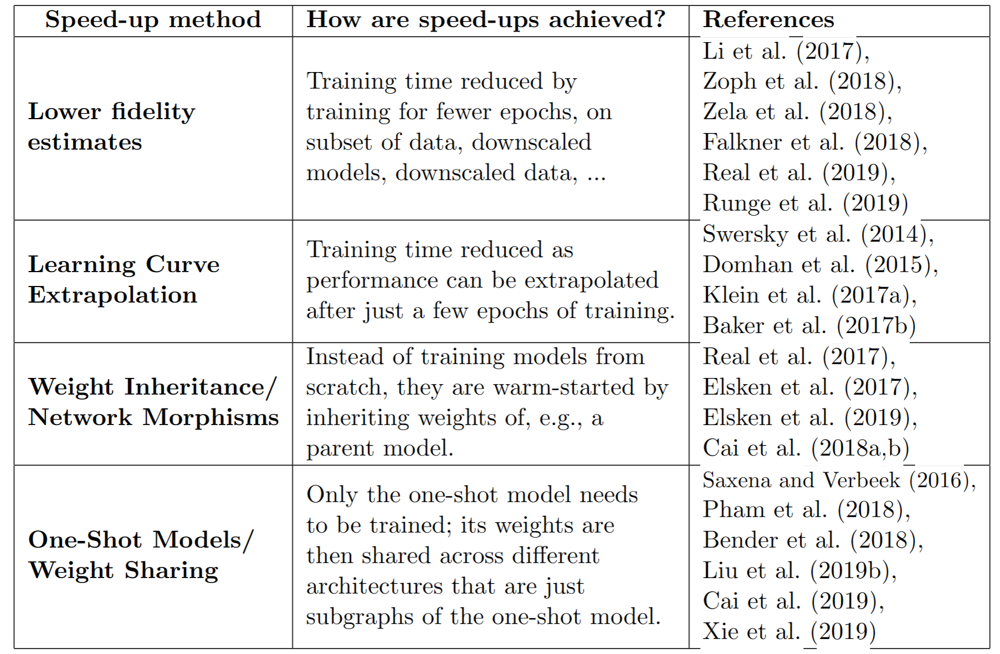 Speed-up method
How are speed-ups achieved?
References
Lower fidelity
estimates
Training time reduced by
training for fewer epochs, on
subset of data, downscaled
models, downscaled data, ...
Li et al. (2017),
Zoph et al. (2018),
Zela et al. (2018),
Falkner et al. (2018),
Real et al. (2019),
Runge et al. (2019)
Learning Curve
Extrapolation
Training time reduced as
performance can be extrapolated
after just a few epochs of training.
Swersky et al. (2014),
Domhan et al. (2015),
Klein et al. (2017a),
Baker et al. (2017b)
Weight Inheritance/
Network Morphisms
Instead of training models from
scratch, they are warm-started by
inheriting weights of, e.g., a
parent model.
Real et al. (2017),
Elsken et al. (2017),
Elsken et al. (2019),
Cai et al. (2018a,b)
One-Shot Models/
Weight Sharing
Only the one-shot model needs
to be trained; its weights are
then shared across different
architectures that are just
subgraphs of the one-shot model.
Saxena and Verbeek (2016),
Pham et al. (2018),
Bender et al. (2018),
Liu et al. (2019b),
Cai et al. (2019),
Xie et al. (2019)